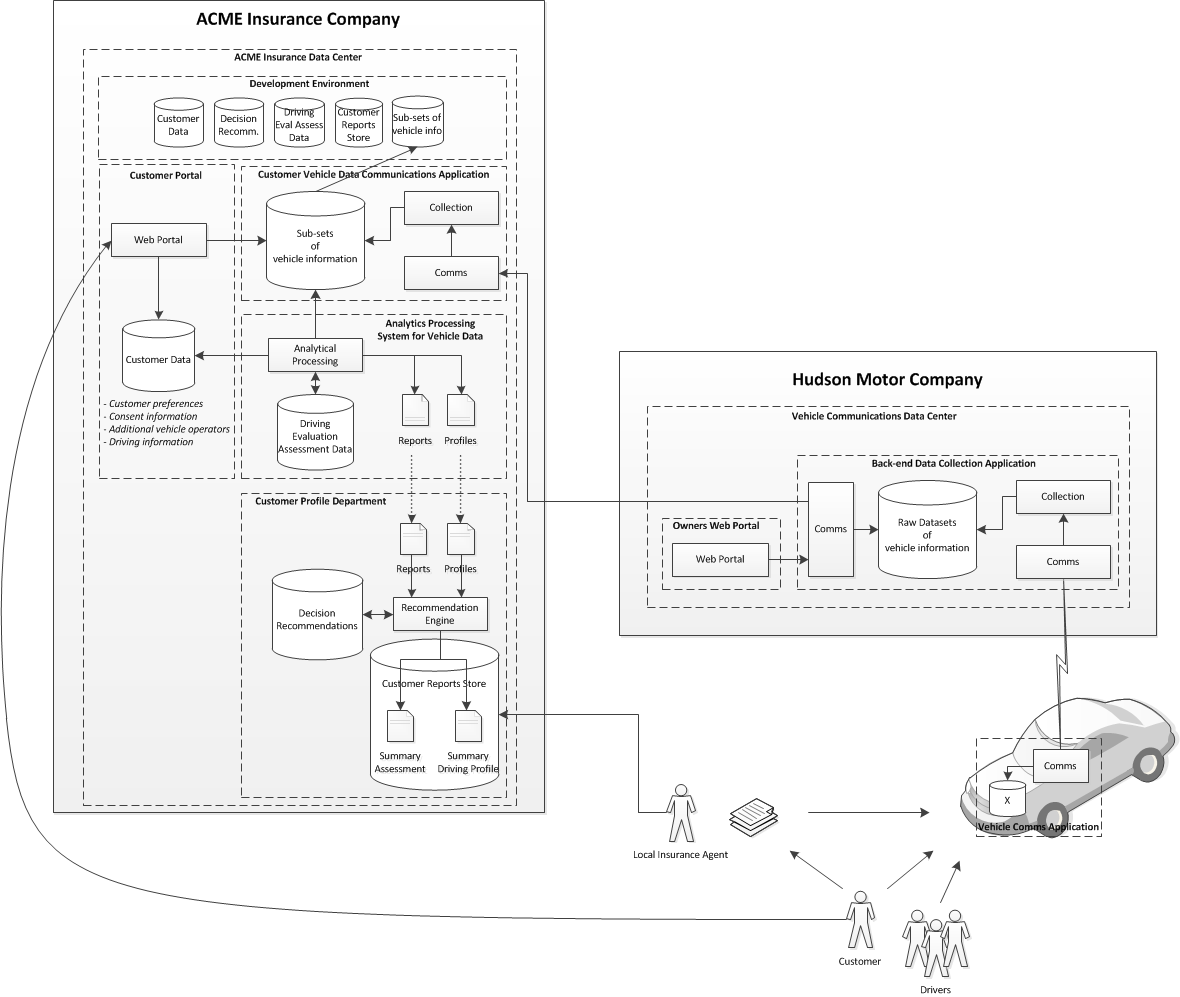 ACME Insurance Company
ACME Insurance Data Center
Development Environment
Customer
Data
Decision
Recomm.
Driving
Eval Assess
Data
Customer
Reports
Store
Sub-sets of
vehicle info
Customer Portal
Web Portal
Customer Data
- Customer preferences
- Consent information
- Additional vehicle operators
- Driving information
Customer Vehicle Data Communications Application
Sub-sets
of
vehicle information
Collection
Comms
Analytics Processing
System for Vehicle Data
Analytical
Processing
Driving
Evaluation
Assessment Data
Reports
Profiles
Customer Profile Department
Reports
Profiles
Decision
Recommendations
Recommendation
Engine
Customer Reports Store
Summary
Assessment
Summary
Driving Profile
Hudson Motor Company
Vehicle Communications Data Center
Back-end Data Collection Application
Owners Web Portal
Web Portal
Comms
Raw Datasets
of
vehicle information
Collection
Comms
Comms
X
Vehicle Comms Application
Local Insurance Agent
Customer
Drivers